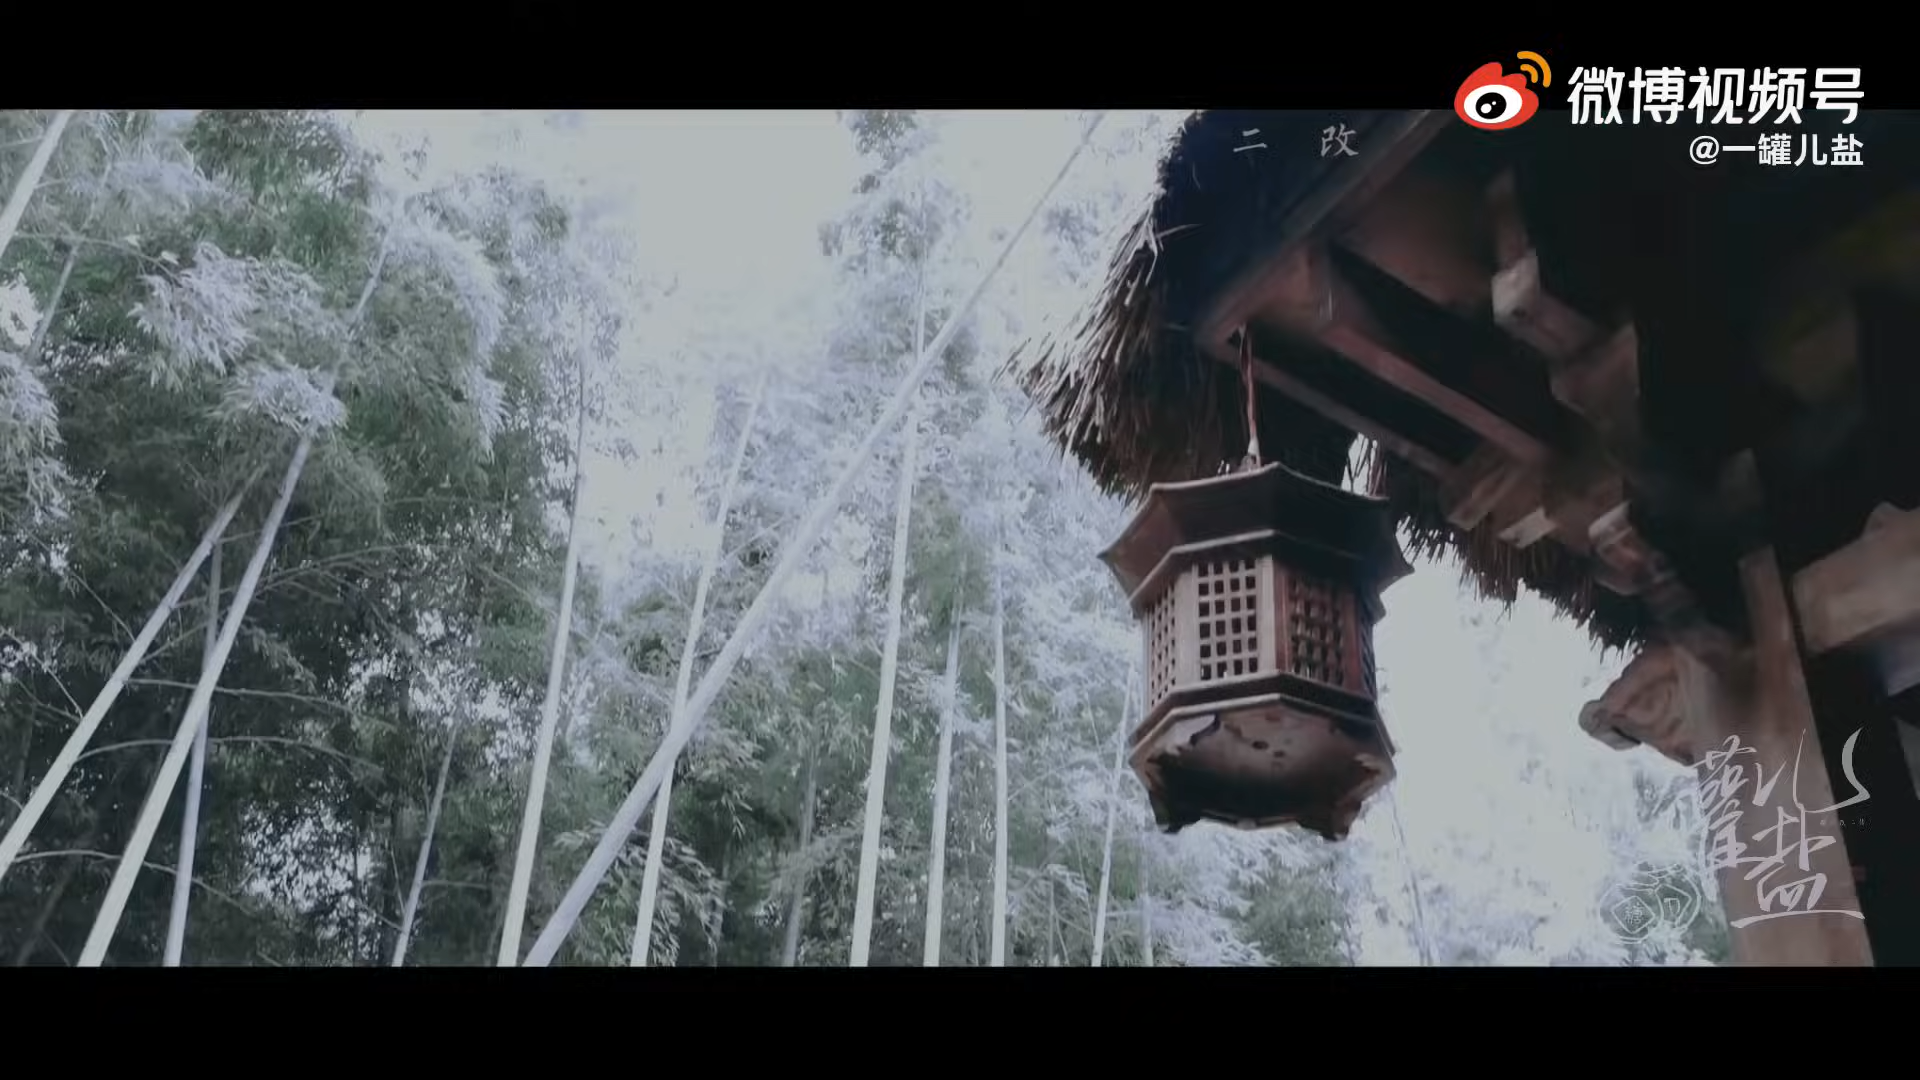 微博视频号
@一罐儿盐
二 改
罐儿
盐